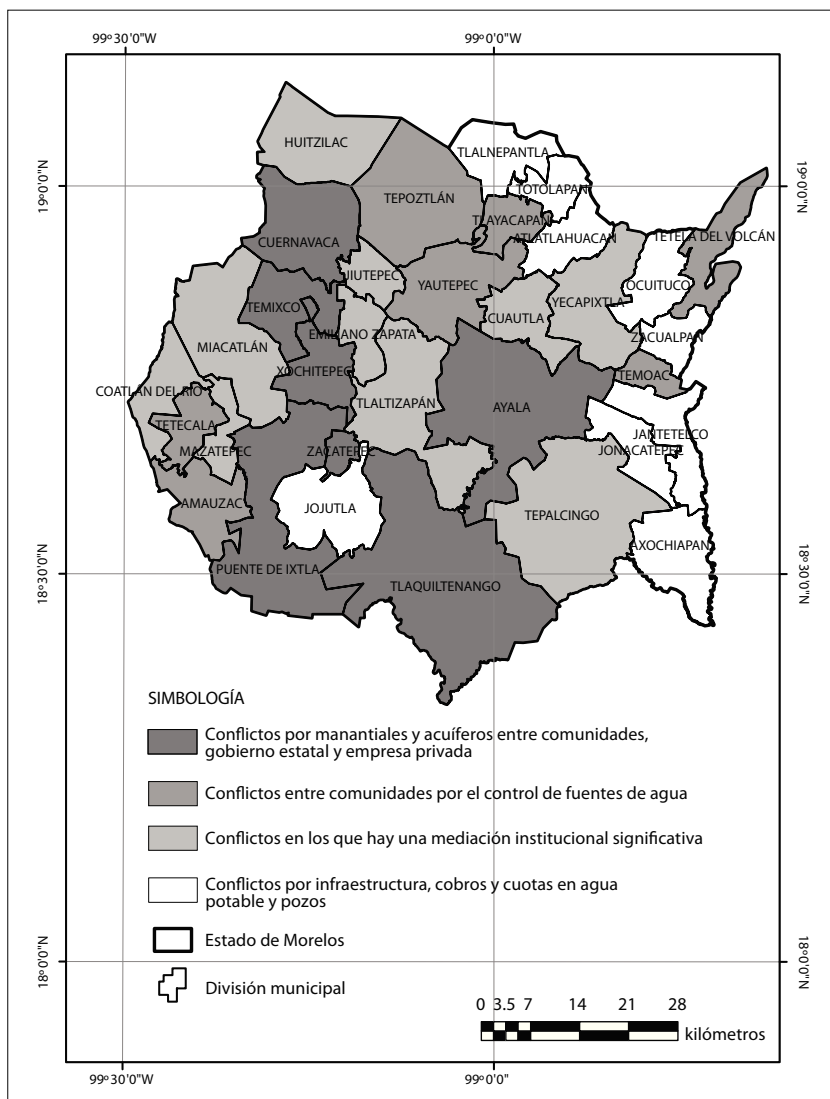 99º30'0"W
99º0'0"W
19º0'0"N
19º0'0"N
HUITZILAC
TLALNEPANTLA
TOTOLAPAN
TEPOZTLÁN
TLAYACAPAN
ATLATLAHUACAN
TETELA DEL VOLCÁN
CUERNAVACA
JIUTEPEC
YAUTEPEC
OCUITUCO
YECAPIXTLA
TEMIXCO
CUAUTLA
EMILIANO ZAPATA
ZACUALPAN
MIACATLÁN
XOCHITEPEC
TEMOAC
COATLÁN DEL RÍO
TLALTIZAPÁN
AYALA
TETECALA
JANTETELCO
MAZATEPEC
ZACATEPEC
JONACATEPEC
AMAUZAC
JOJUTLA
TEPALCINGO
AXOCHIAPAN
PUENTE DE IXTLA
TLAQUILTENANGO
18º30'0"N
18º30'0"N
SIMBOLOGÍA
Conflictos por manantiales y acuíferos entre comunidades,
gobierno estatal y empresa privada
Conflictos entre comunidades por el control de fuentes de agua
Conflictos en los que hay una mediación institucional significativa
Conflictos por infraestructura, cobros y cuotas en agua
potable y pozos
Estado de Morelos
División municipal
18º0'0"N
18º0'0"N
0 3.5 7 14 21 28
kilómetros
99º30'0"W
99º0'0"